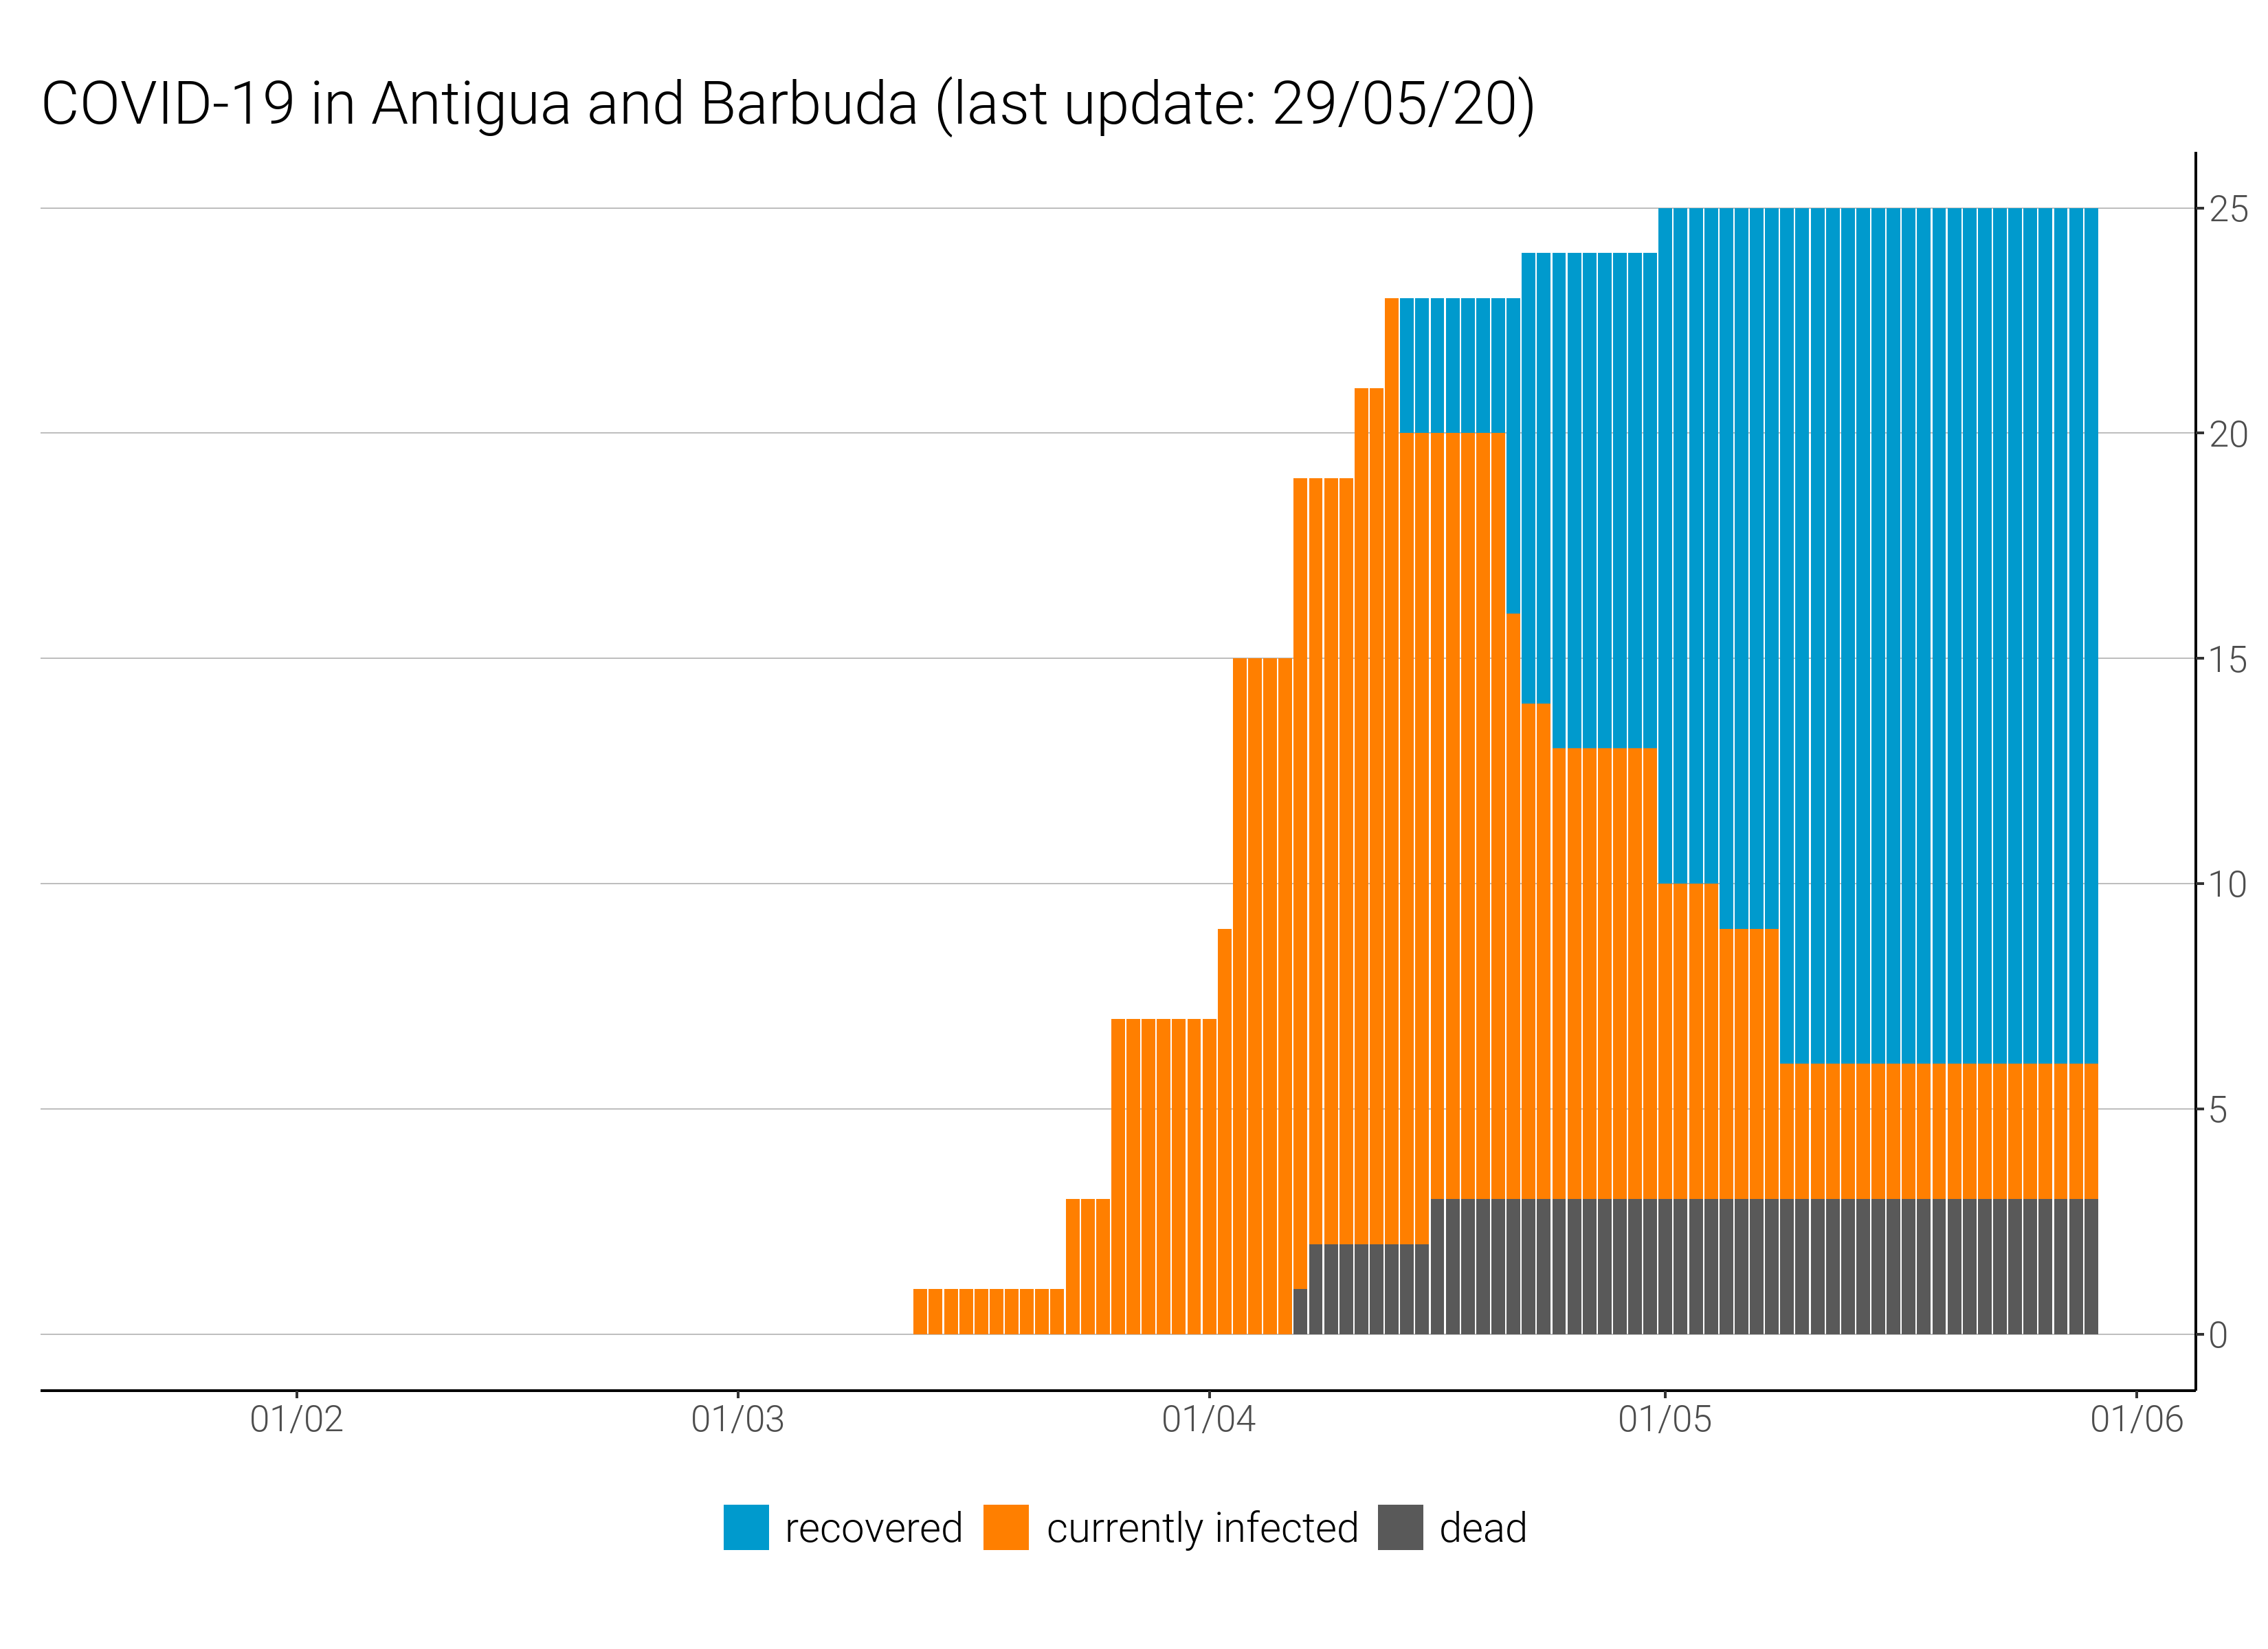 COVID-19 in Antigua and Barbuda (last update: 29/05/20)
25
20
15
10
5
0
01/02 01/03 01/04 01/05 01/06
recovered currently infected dead